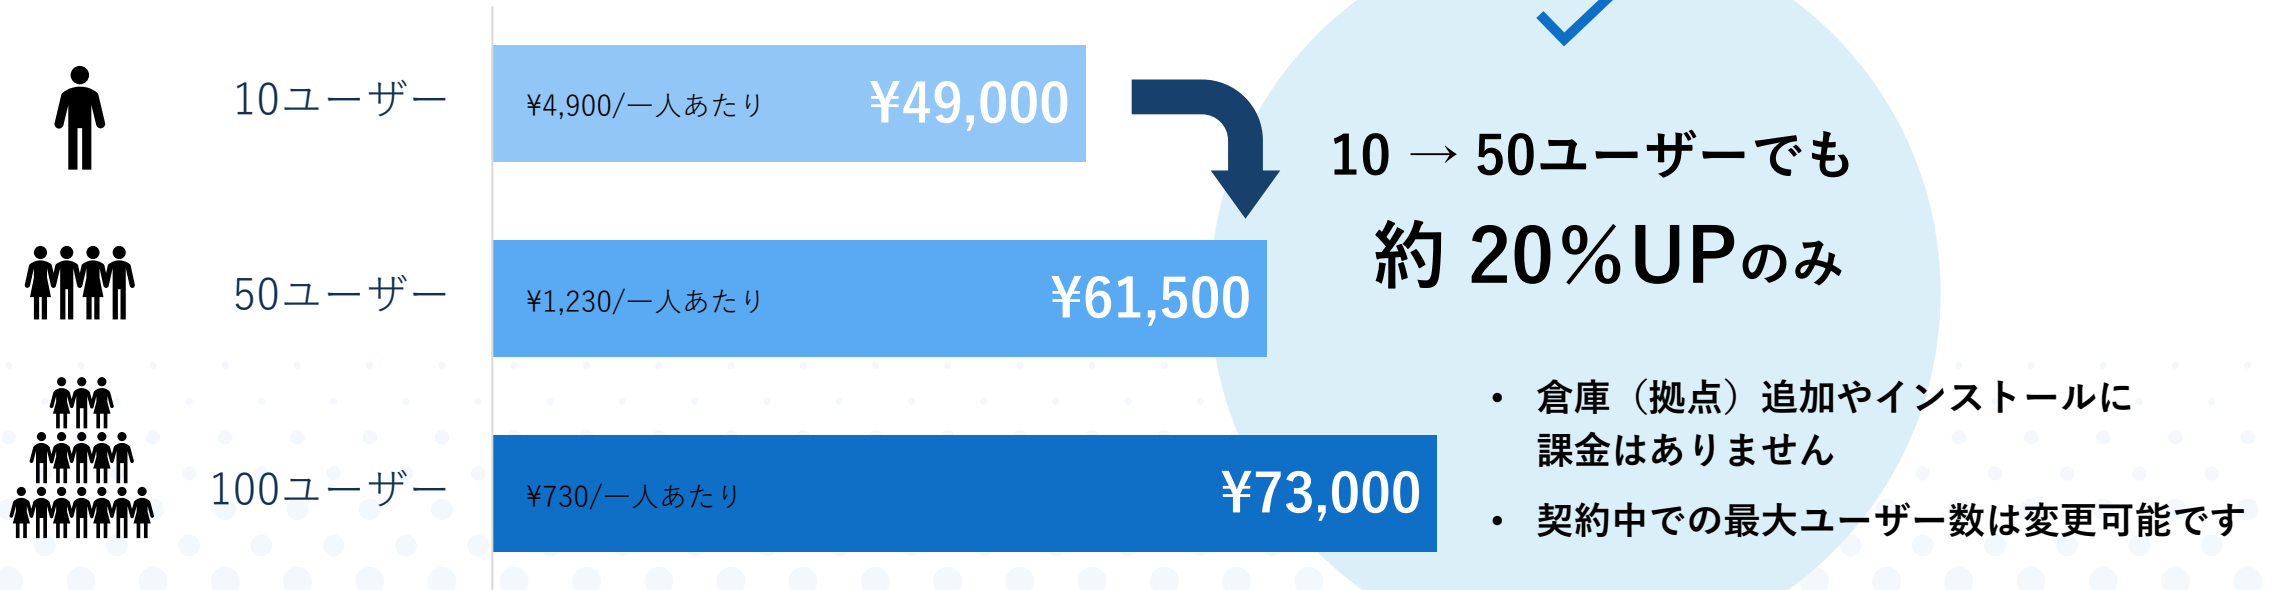 10ユーザー
¥4,900/一人あたり
¥49,000
50ユーザー
¥1,230/一人あたり
¥61,500
100ユーザー
¥730/一人あたり
¥73,000
10 → 50ユーザーでも
約 20%UPのみ
• 倉庫（拠点）追加やインストールに
課金はありません
• 契約中での最大ユーザー数は変更可能です